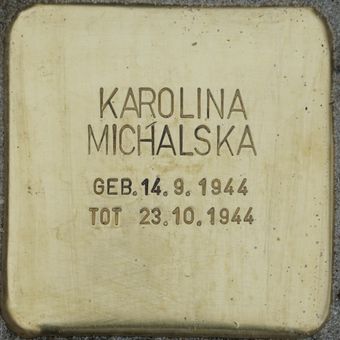 KAROLINA
MICHALSKA
GEB.14.9.1944
TOT 23.10.1944